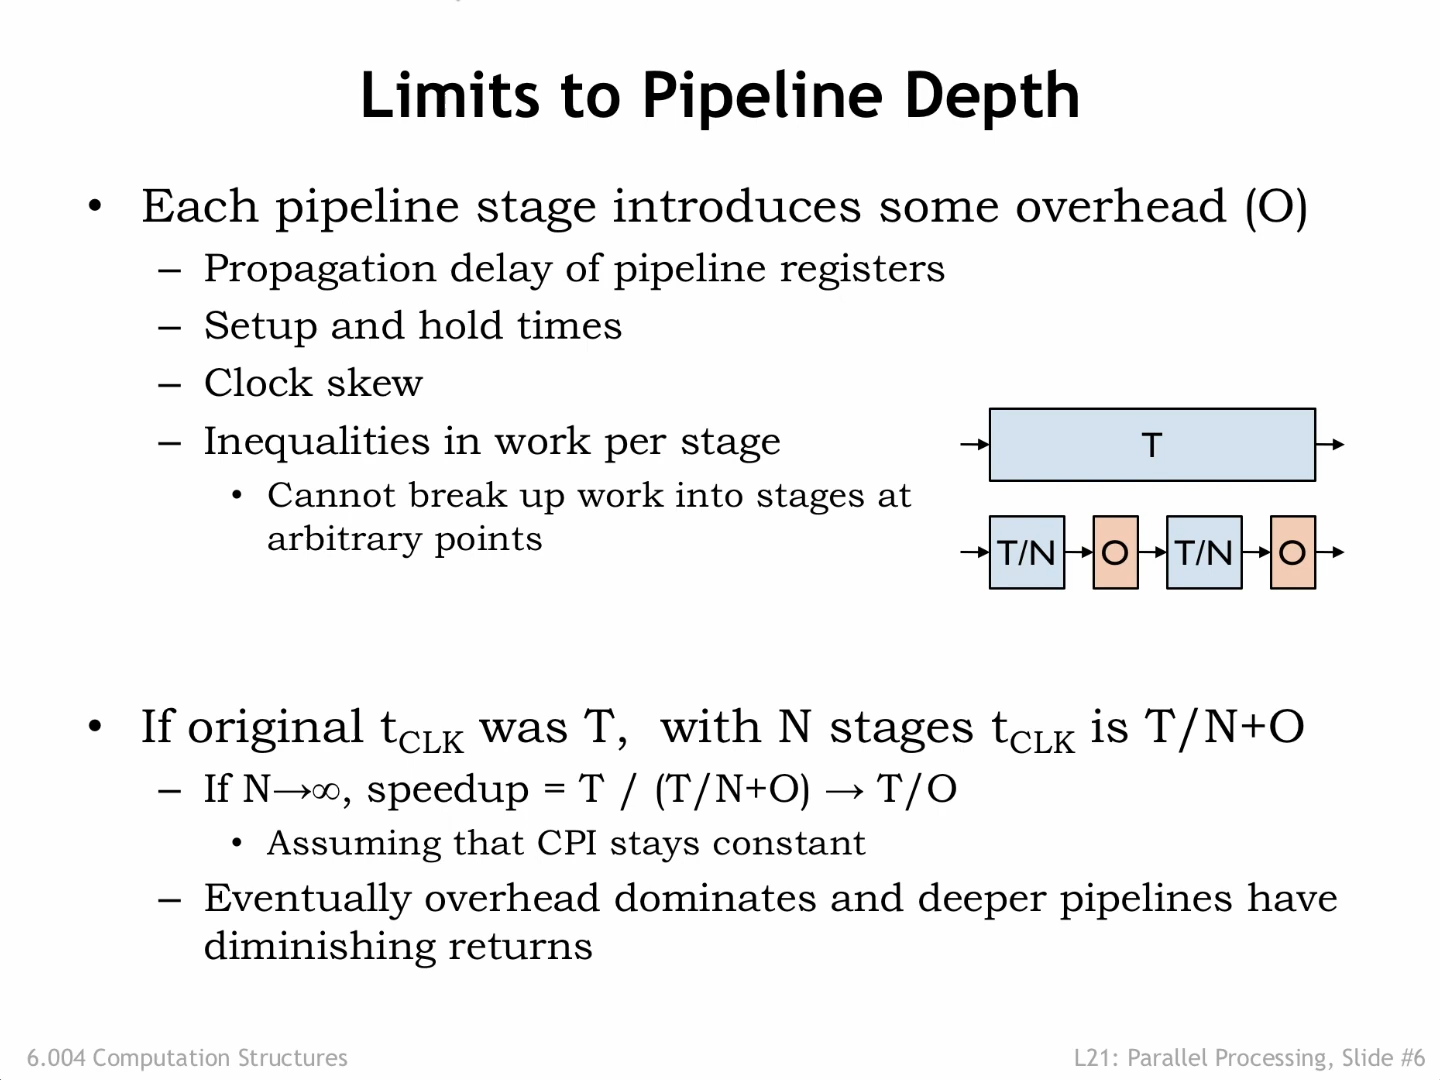 Limits to Pipeline Depth
• Each pipeline stage introduces some overhead (O)
– Propagation delay of pipeline registers
– Setup and hold times
– Clock skew
– Inequalities in work per stage
• Cannot break up work into stages at
arbitrary points
T
T/N O T/N O
• If original tCLK was T, with N stages tCLK is T/N+O
– If N→∞, speedup = T / (T/N+O) → T/O
• Assuming that CPI stays constant
– Eventually overhead dominates and deeper pipelines have
diminishing returns
6.004 Computation Structures
L21: Parallel Processing, Slide #6